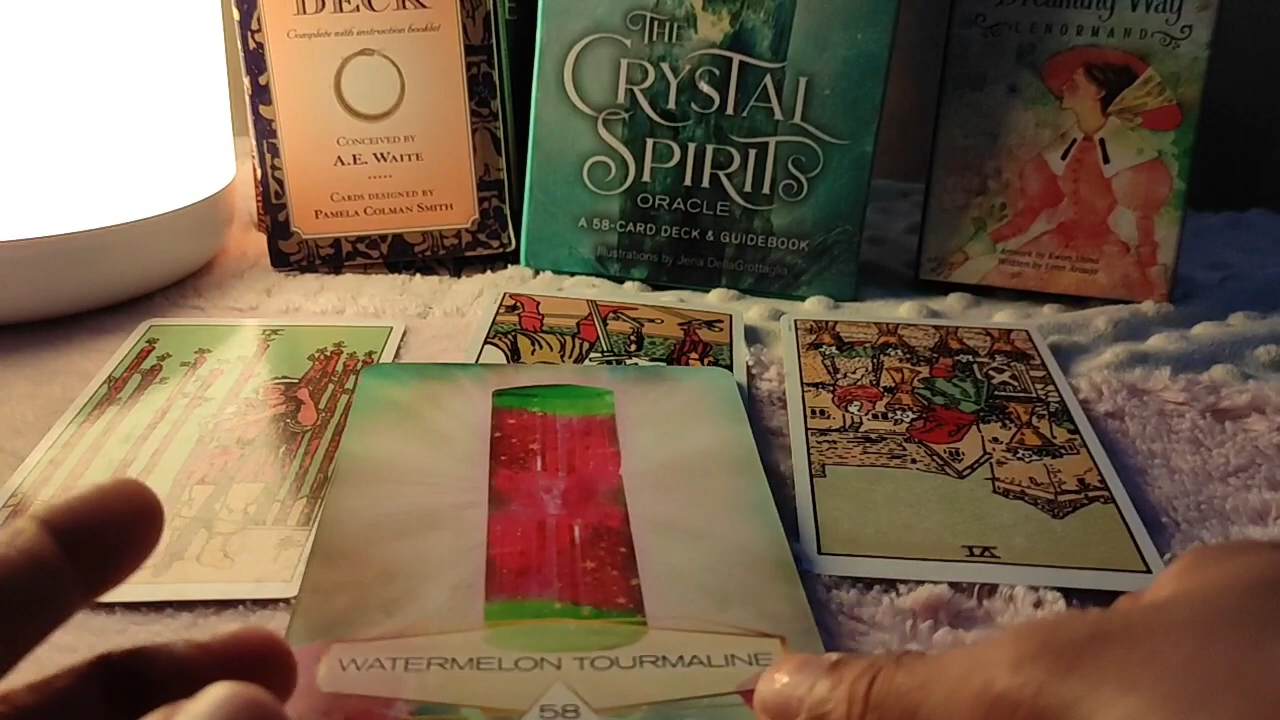 DECK
Complete with instruction booklet
CONCEIVED BY
A.E. WAITE
CARDS DESIGNED BY
PAMELA COLMAN SMITH
THE
CRYSTAL
SPIRITS
ORACLE
A 58-CARD DECK & GUIDEBOOK
Illustrations by Jena DellaGrottaglia
Dreaming Way
LENORMAND
Artwork by Kwon Shina
Written by Lynn Araujo
IX
VI
WATERMELON TOURMALINE
58